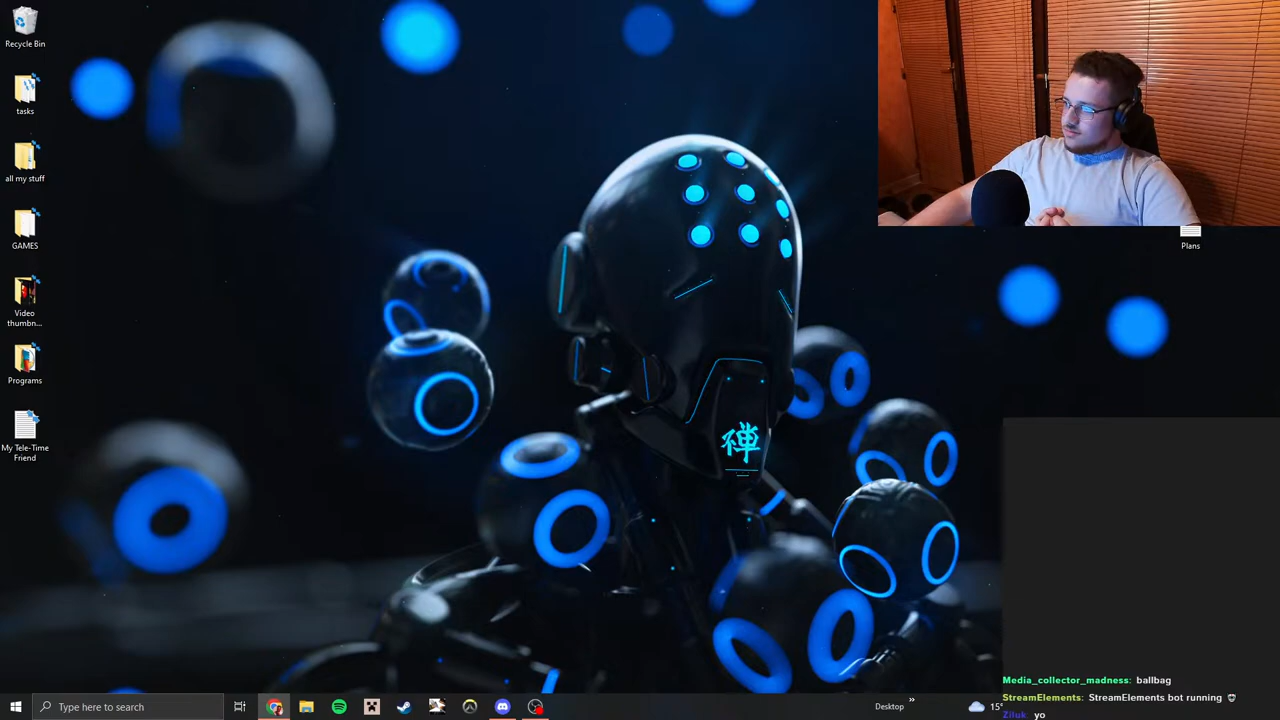 Recycle Bin
tasks
all my stuff
GAMES
Video
thumbn...
Programs
My Tele-Time
Friend
Plans
禅
Media_collector_madness: ballbag
StreamElements: StreamElements bot running
Ziluk: yo
Type here to search
Desktop
15°